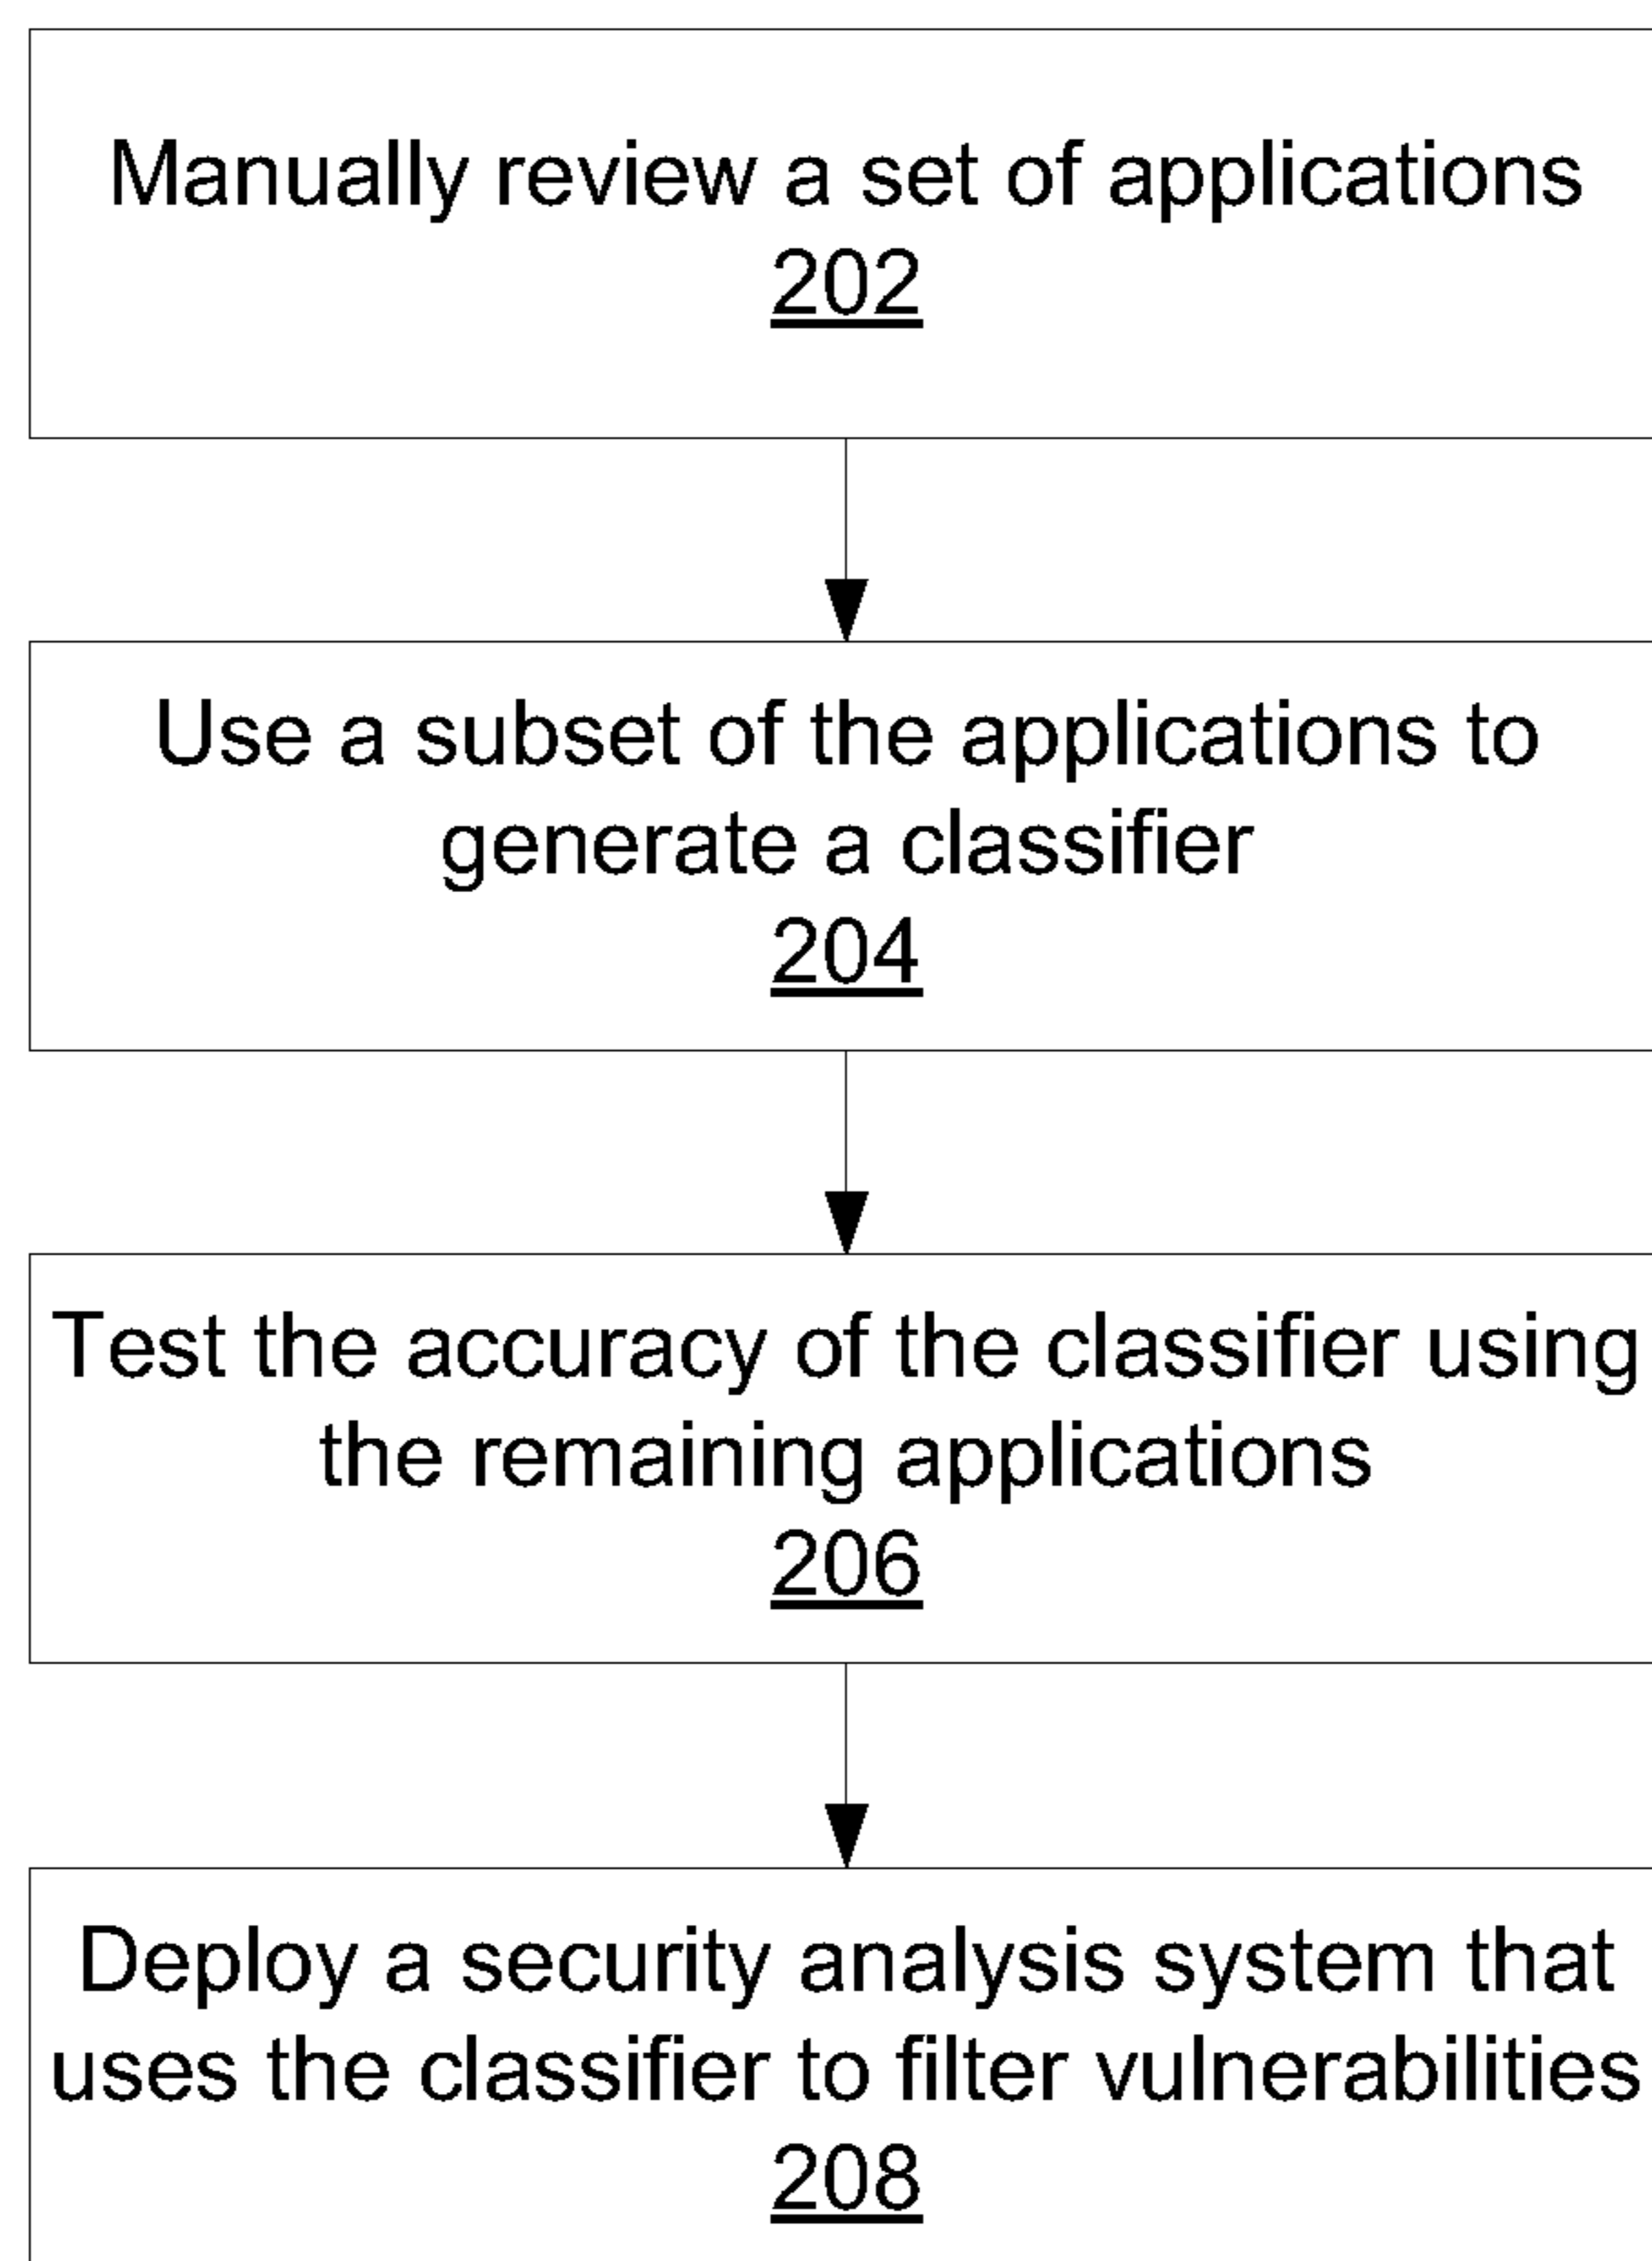 Manually review a set of applications
202
Use a subset of the applications to
generate a classifier
204
Test the accuracy of the classifier using
the remaining applications
206
Deploy a security analysis system that
uses the classifier to filter vulnerabilities
208